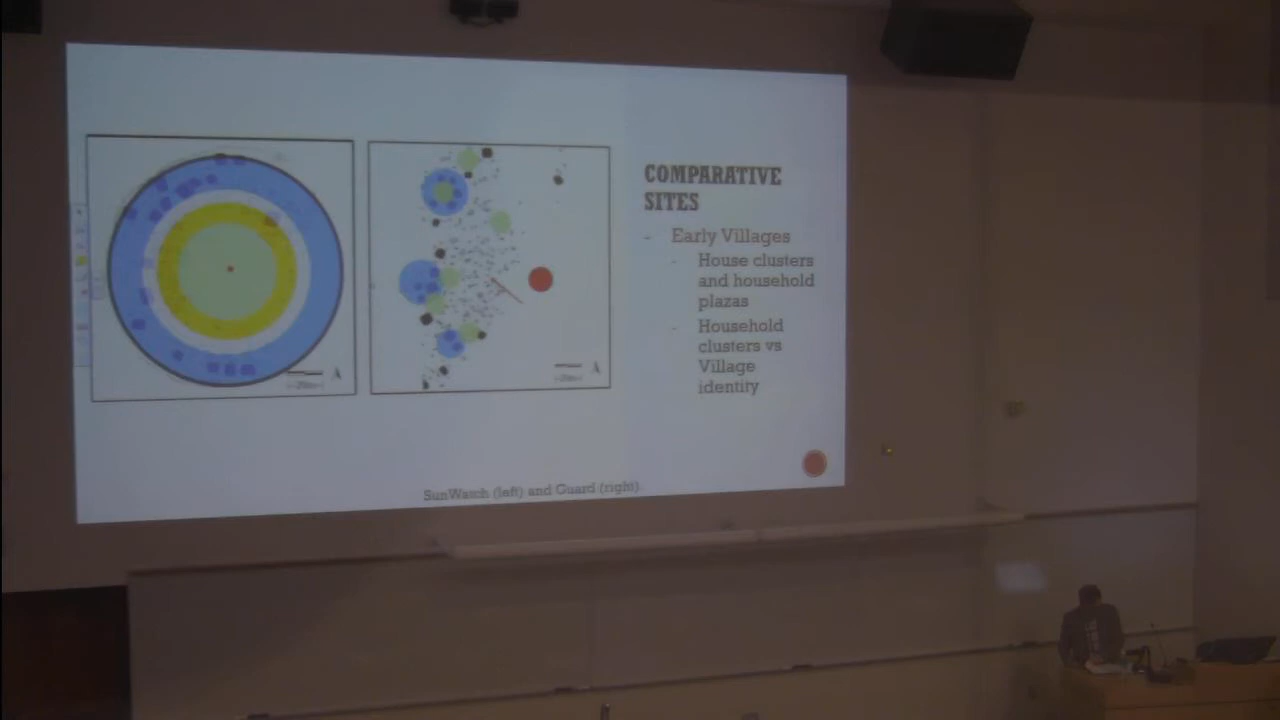 COMPARATIVE
SITES
- Early Villages
- House clusters
and household
plazas
- Household
clusters vs
Village
identity
SunWatch (left) and Guard (right)